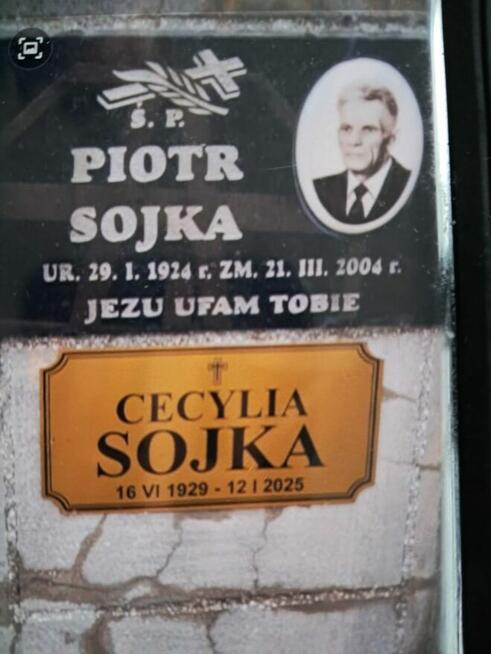 Ś. P.
PIOTR
SOJKA
UR. 29. I. 1924 r. ZM. 21. III. 2004 r.
JEZU UFAM TOBIE
CECYLIA
SOJKA
16 VI 1929 - 12 I 2025